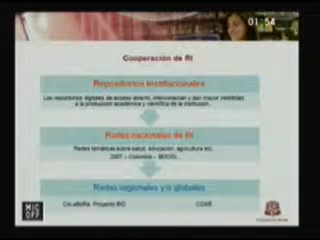 01:54
Cooperación de RI
Repositorios Institucionales
Los repositorios digitales de acceso abierto, interconectan y dan mayor visibilidad
a la producción académica y científica de la institución.
Redes nacionales de RI
Redes temáticas sobre salud, educación, agricultura etc.
2007 – Colombia – BDCOL
Redes regionales y/o globales
Proyecto BID
COAR
MIC
OFF